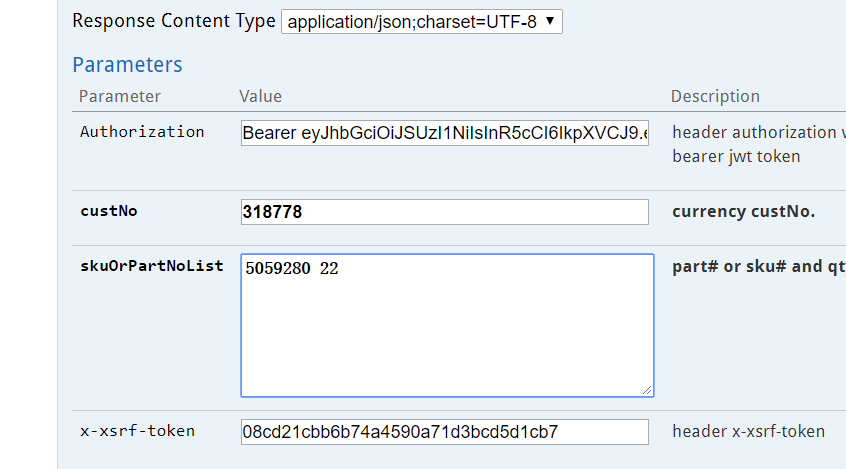 Response Content Type application/json;charset=UTF-8
Parameters
Parameter Value Description
Authorization Bearer eyJhbGciOiJSUzI1NiIsInR5cCI6IkpXVCJ9.e header authorization
bearer jwt token
custNo 318778 currency custNo.
skuOrPartNoList 5059280 22 part# or sku# and qt
x-xsrf-token 08cd21cbb6b74a4590a71d3bcd5d1cb7 header x-xsrf-token